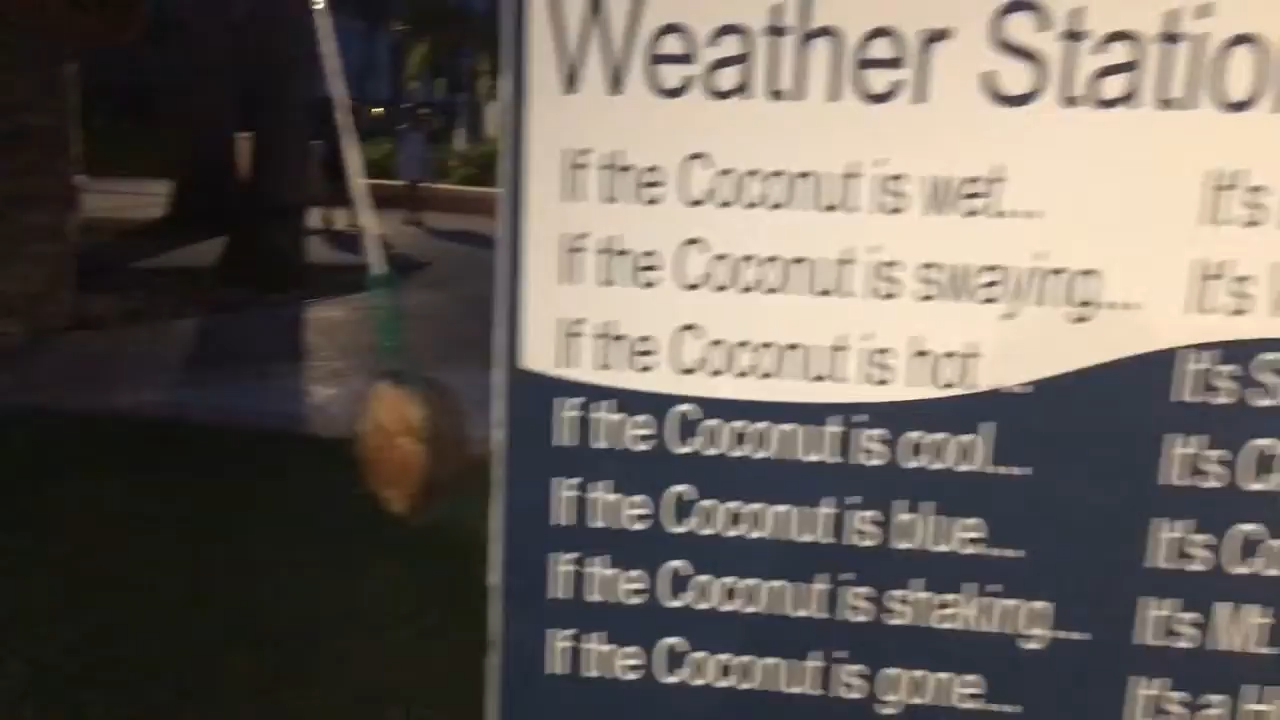 Weather Statio
If the Coconut is wet... It's
If the Coconut is swaying... It's
If the Coconut is hot ... It's S
If the Coconut is cool... It's C
If the Coconut is blue... It's Co
If the Coconut is shaking... It's Mt.
If the Coconut is gone... It's a H